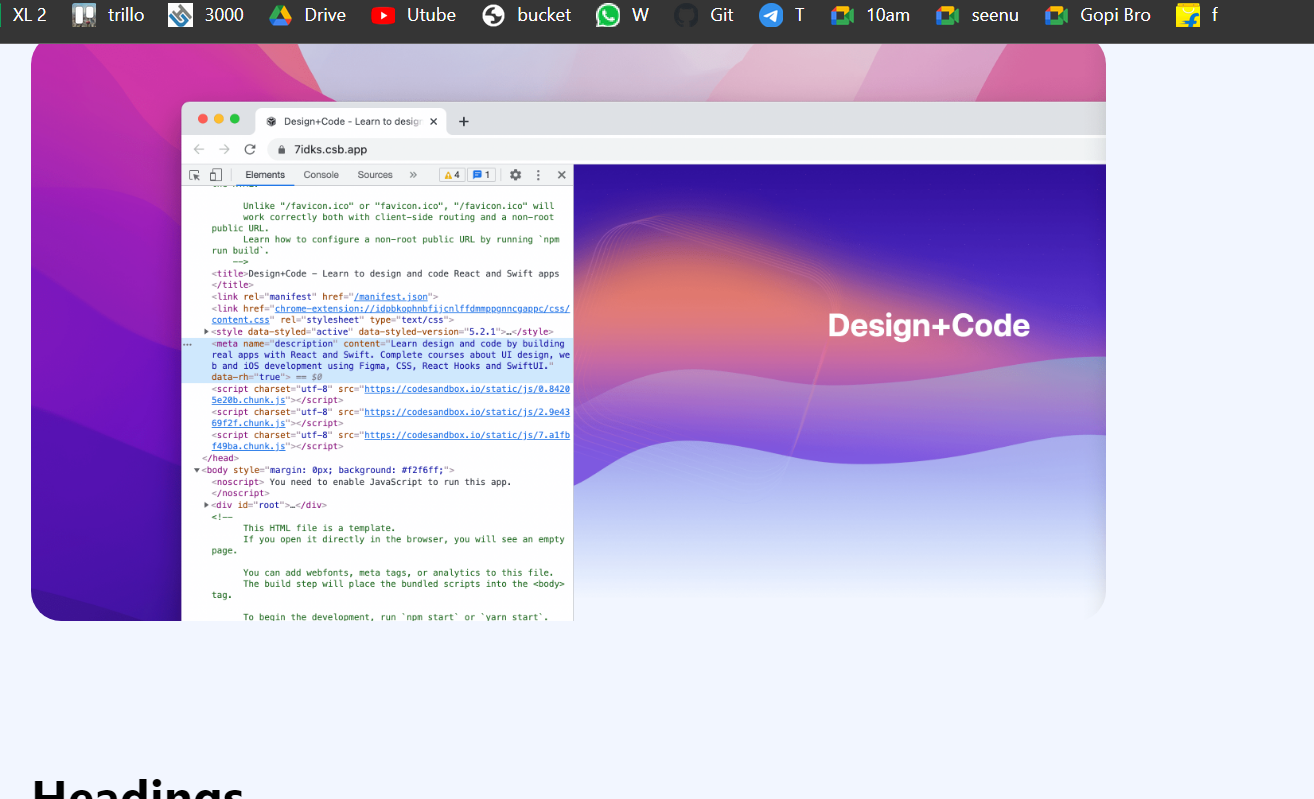 XL 2 trillo 3000 Drive Utube bucket W Git T 10am seenu Gopi Bro f
Design+Code - Learn to desig
7idks.csb.app
Elements Console Sources » 4 1
Unlike "/favicon.ico" or "favicon.ico", "/favicon.ico" will
work correctly both with client-side routing and a non-root
public URL.
Learn how to configure a non-root public URL by running `npm
run build`.
-->
<title>Design+Code - Learn to design and code React and Swift apps
</title>
<link rel="manifest" href="/manifest.json">
<link href="chrome-extension://idpbkophnbfijcnlffdmmppgnncgappc/css/
content.css" rel="stylesheet" type="text/css">
<style data-styled="active" data-styled-version="5.2.1">…</style>
<meta name="description" content="Learn design and code by building
real apps with React and Swift. Complete courses about UI design, we
b and iOS development using Figma, CSS, React Hooks and SwiftUI."
data-rh="true"> == $0
<script charset="utf-8" src="https://codesandbox.io/static/js/0.8420
5e20b.chunk.js"></script>
<script charset="utf-8" src="https://codesandbox.io/static/js/2.9e43
69f2f.chunk.js"></script>
<script charset="utf-8" src="https://codesandbox.io/static/js/7.a1fb
f49ba.chunk.js"></script>
</head>
<body style="margin: 0px; background: #f2f6ff;">
<noscript> You need to enable JavaScript to run this app.
</noscript>
<div id="root">…</div>
<!--
This HTML file is a template.
If you open it directly in the browser, you will see an empty
page.
You can add webfonts, meta tags, or analytics to this file.
The build step will place the bundled scripts into the <body>
tag.
To begin the development, run `npm start` or `yarn start`.
Design+Code
Headings